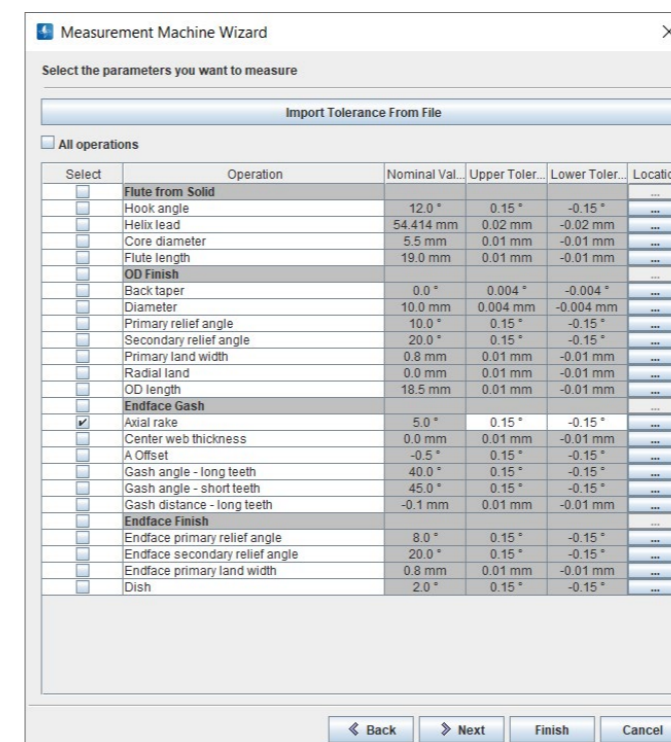 Measurement Machine Wizard
Select the parameters you want to measure
Import Tolerance From File
All operations
Select Operation Nominal Val... Upper Toler... Lower Toler... Locatio
Flute from Solid ...
Hook angle 12.0 ° 0.15 ° -0.15 ° ...
Helix lead 54.414 mm 0.02 mm -0.02 mm ...
Core diameter 5.5 mm 0.01 mm -0.01 mm ...
Flute length 19.0 mm 0.01 mm -0.01 mm ...
OD Finish ...
Back taper 0.0 ° 0.004 ° -0.004 ° ...
Diameter 10.0 mm 0.004 mm -0.004 mm ...
Primary relief angle 10.0 ° 0.15 ° -0.15 ° ...
Secondary relief angle 20.0 ° 0.15 ° -0.15 ° ...
Primary land width 0.8 mm 0.01 mm -0.01 mm ...
Radial land 0.0 mm 0.01 mm -0.01 mm ...
OD length 18.5 mm 0.01 mm -0.01 mm ...
Endface Gash ...
Axial rake 5.0 ° 0.15 ° -0.15 ° ...
Center web thickness 0.0 mm 0.01 mm -0.01 mm ...
A Offset -0.5 ° 0.15 ° -0.15 ° ...
Gash angle - long teeth 40.0 ° 0.15 ° -0.15 ° ...
Gash angle - short teeth 45.0 ° 0.15 ° -0.15 ° ...
Gash distance - long teeth -0.1 mm 0.01 mm -0.01 mm ...
Endface Finish ...
Endface primary relief angle 8.0 ° 0.15 ° -0.15 ° ...
Endface secondary relief angle 20.0 ° 0.15 ° -0.15 ° ...
Endface primary land width 0.8 mm 0.01 mm -0.01 mm ...
Dish 2.0 ° 0.15 ° -0.15 ° ...
Back Next Finish Cancel